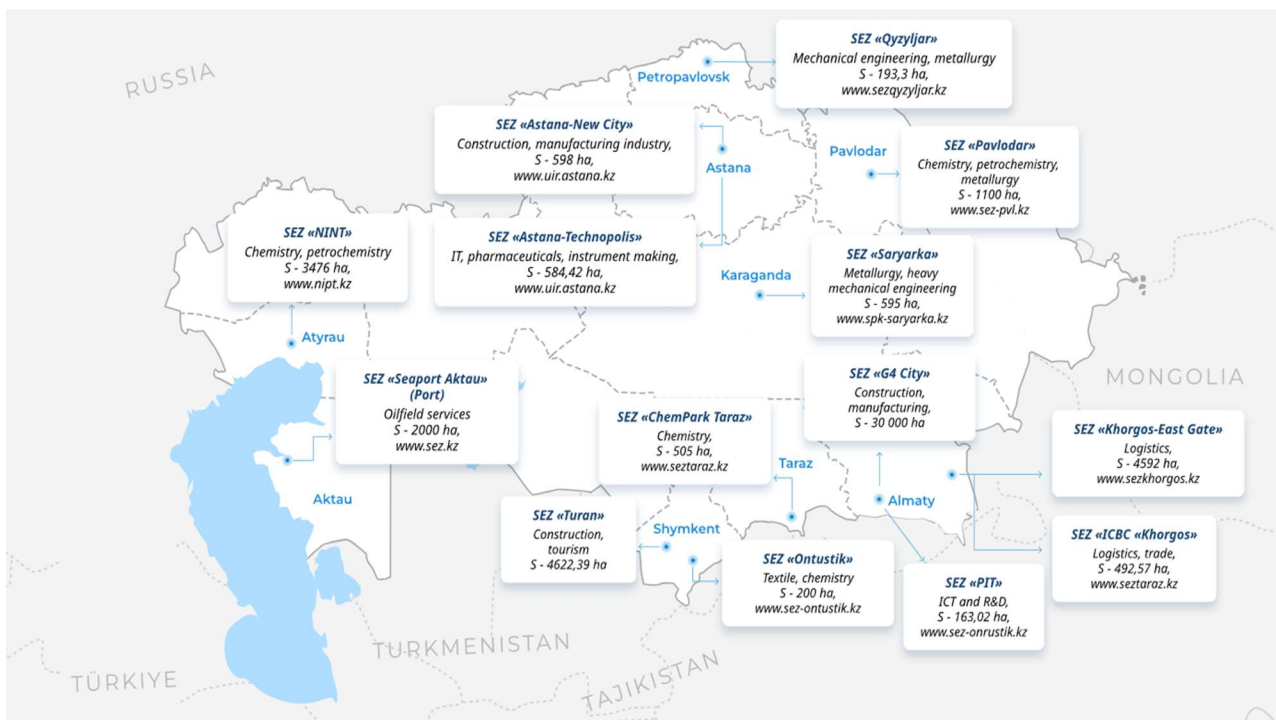 RUSSIA
SEZ «Qyzyljar»
Mechanical engineering, metallurgy
S - 193,3 ha,
www.sezqyzyljar.kz
Petropavlovsk
SEZ «Astana-New City»
Construction, manufacturing industry,
S - 598 ha,
www.uir.astana.kz
Astana
Pavlodar
SEZ «Pavlodar»
Chemistry, petrochemistry,
metallurgy
S - 1100 ha,
www.sez-pvl.kz
SEZ «NINT»
Chemistry, petrochemistry
S - 3476 ha,
www.nipt.kz
SEZ «Astana-Technopolis»
IT, pharmaceuticals, instrument making,
S - 584,42 ha,
www.uir.astana.kz
Karaganda
SEZ «Saryarka»
Metallurgy, heavy
mechanical engineering
S - 595 ha,
www.spk-saryarka.kz
Atyrau
SEZ «Seaport Aktau»
(Port)
Oilfield services
S - 2000 ha,
www.sez.kz
Aktau
SEZ «G4 City»
Construction,
manufacturing,
S - 30 000 ha
MONGOLIA
SEZ «ChemPark Taraz»
Chemistry,
S - 505 ha,
www.seztaraz.kz
Taraz
SEZ «Khorgos-East Gate»
Logistics,
S - 4592 ha,
www.sezkhorgos.kz
Almaty
SEZ «Turan»
Construction,
tourism
S - 4622,39 ha
Shymkent
SEZ «Ontustik»
Textile, chemistry
S - 200 ha,
www.sez-ontustik.kz
SEZ «ICBC «Khorgos»
Logistics, trade,
S - 492,57 ha,
www.seztaraz.kz
SEZ «PIT»
ICT and R&D,
S - 163,02 ha,
www.sez-onrustik.kz
TURKMENISTAN
TÜRKIYE
TAJIKISTAN